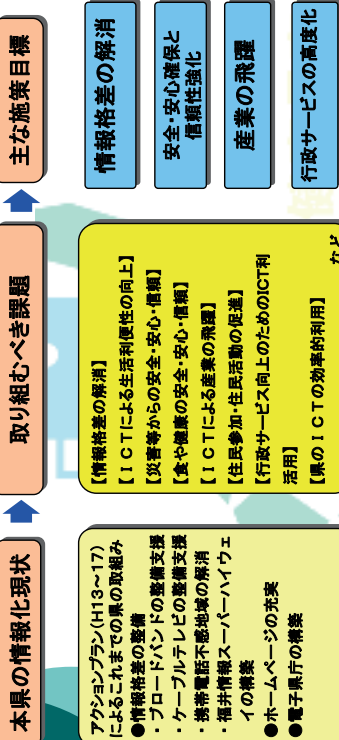 本県の情報化現状
アクションプラン(H13～17)
によるこれまでの県の取組み
●情報格差の整備
・ブロードバンドの整備支援
・ケーブルテレビの整備支援
・携帯電話不感地域の解消
・福井情報スーパーハイウェ
イの構築
●ホームページの充実
●電子県庁の構築
取り組むべき課題
【情報格差の解消】
【ＩＣＴによる生活利便性の向上】
【災害等からの安全・安心・信頼】
【食や健康の安全・安心・信頼】
【ＩＣＴによる産業の飛躍】
【住民参加・住民活動の促進】
【行政サービス向上のためのICT利
活用】
【県のＩＣＴの効率的利用】
など
主な施策目標
情報格差の解消
安全・安心確保と
信頼性強化
産業の飛躍
行政サービスの高度化